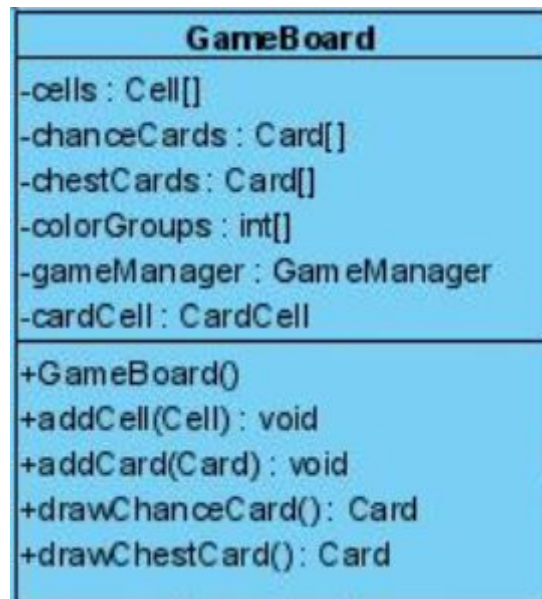 GameBoard
-cells : Cell[]
-chanceCards : Card[]
-chestCards : Card[]
-colorGroups : int[]
-gameManager : GameManager
-cardCell : CardCell
+GameBoard()
+addCell(Cell) : void
+addCard(Card) : void
+drawChanceCard() : Card
+drawChestCard() : Card